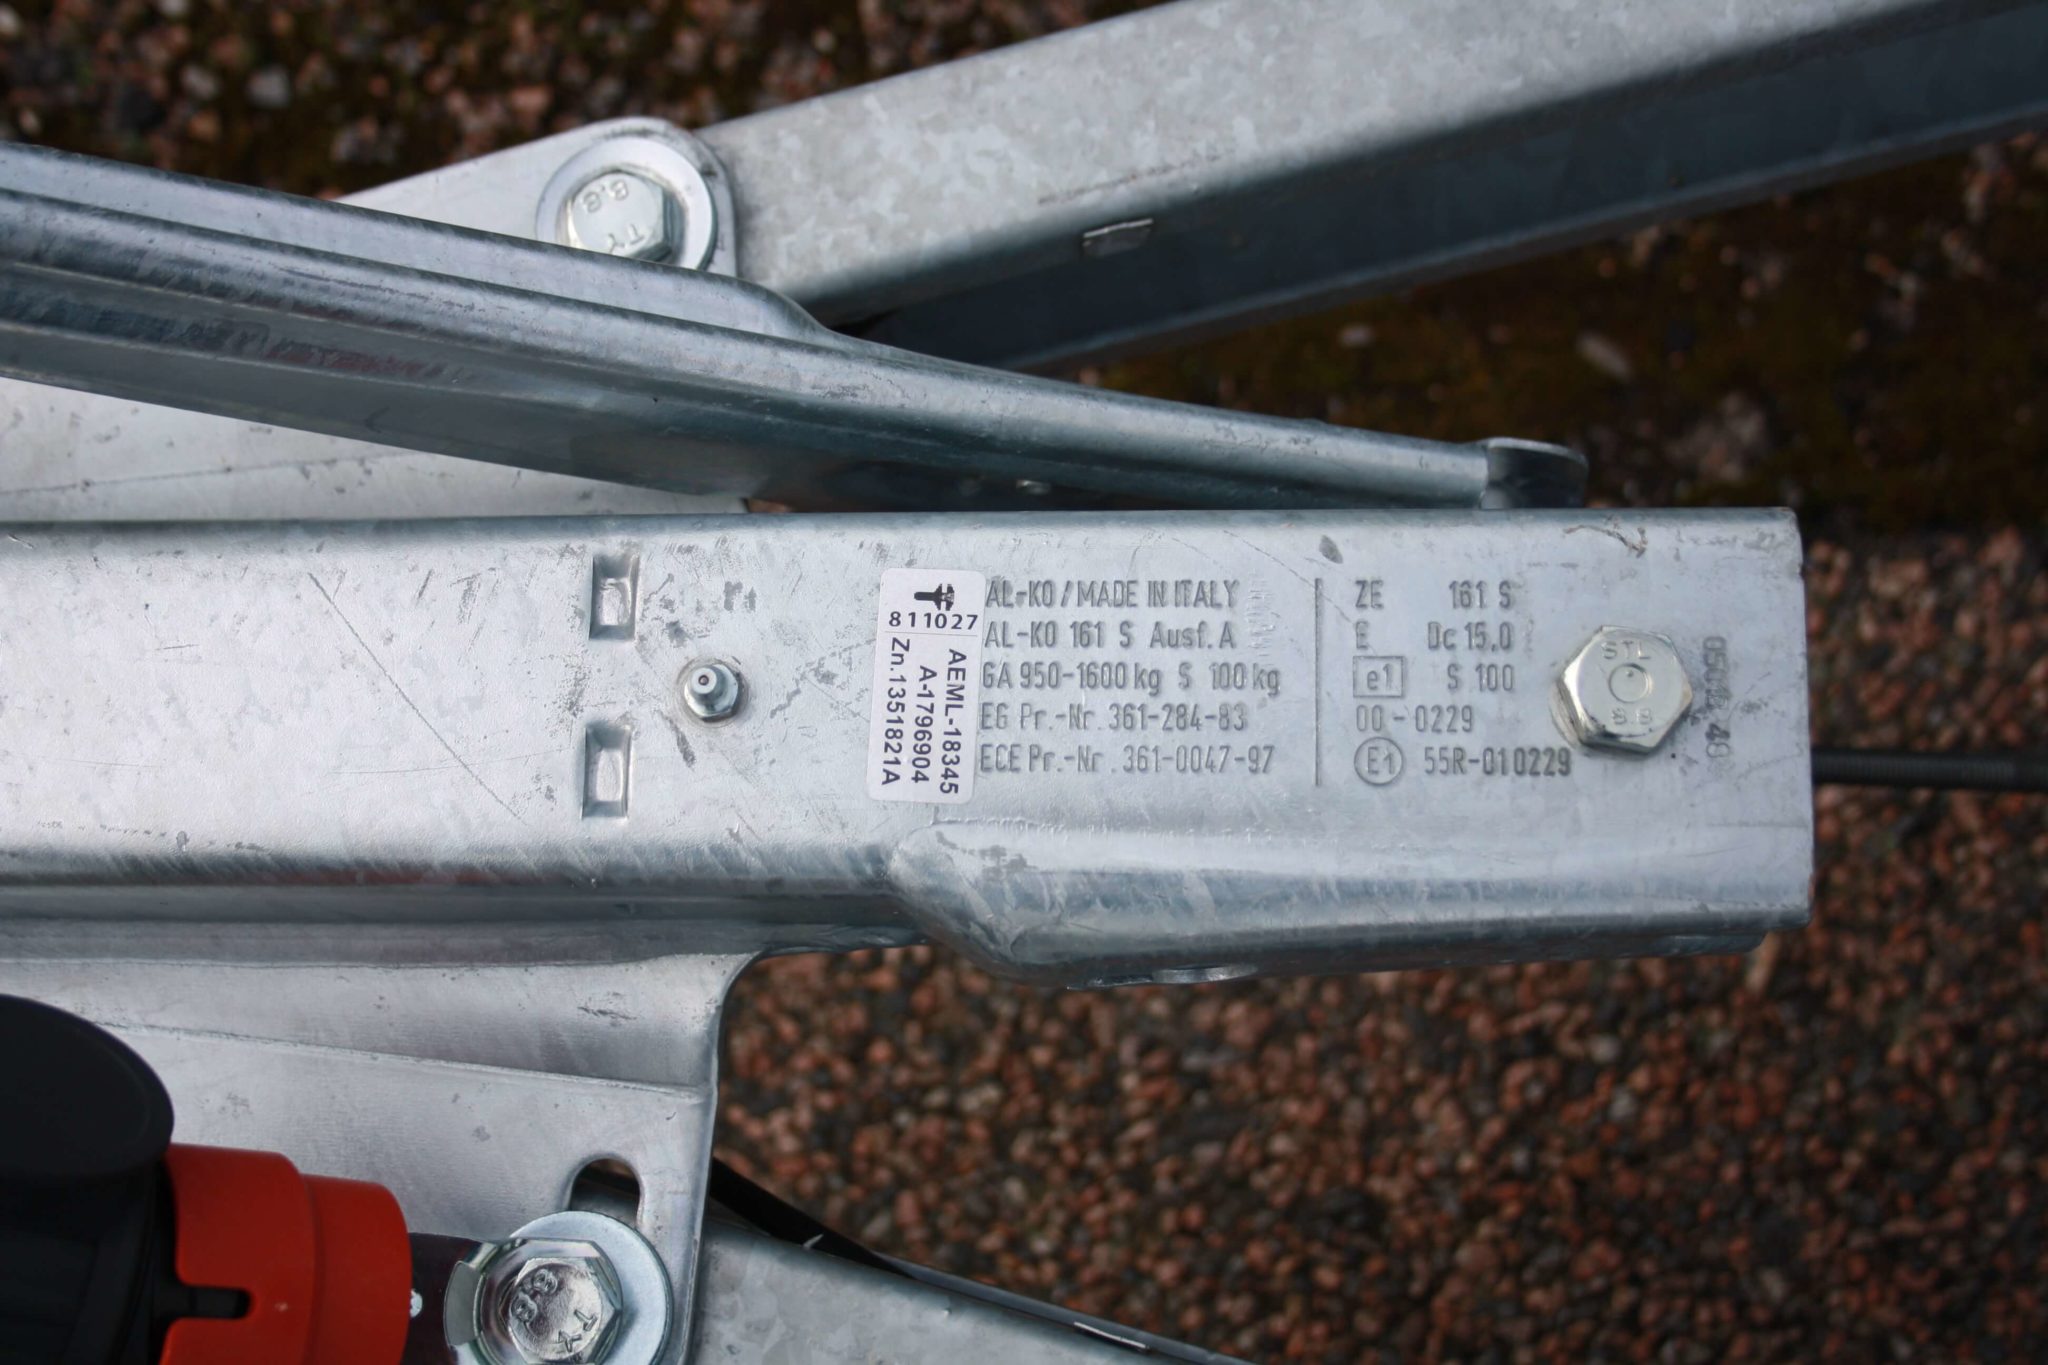 8.8
TY
811027
AEML-18345
A-1796904
Zn.1351821A
AL-KO / MADE IN ITALY
AL-KO 161 S Ausf. A
GA 950-1600 kg S 100 kg
EG Pr.-Nr. 361-284-83
ECE Pr.-Nr. 361-0047-97
ZE 161 S
E Dc 15,0
e1 S 100
00-0229
E1 55R-010229
STL
8.8
8.8